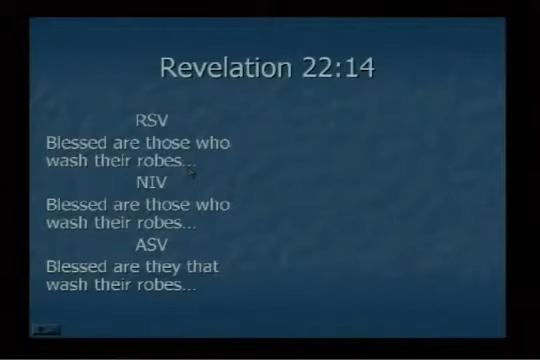 Revelation 22:14
RSV
Blessed are those who
wash their robes...
NIV
Blessed are those who
wash their robes...
ASV
Blessed are they that
wash their robes...